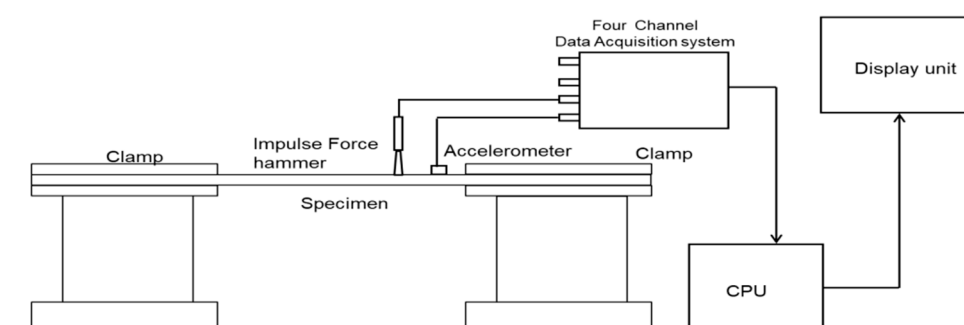 Four Channel
Data Acquisition system
Display unit
Impulse Force
hammer
Clamp
Accelerometer
Clamp
Specimen
CPU